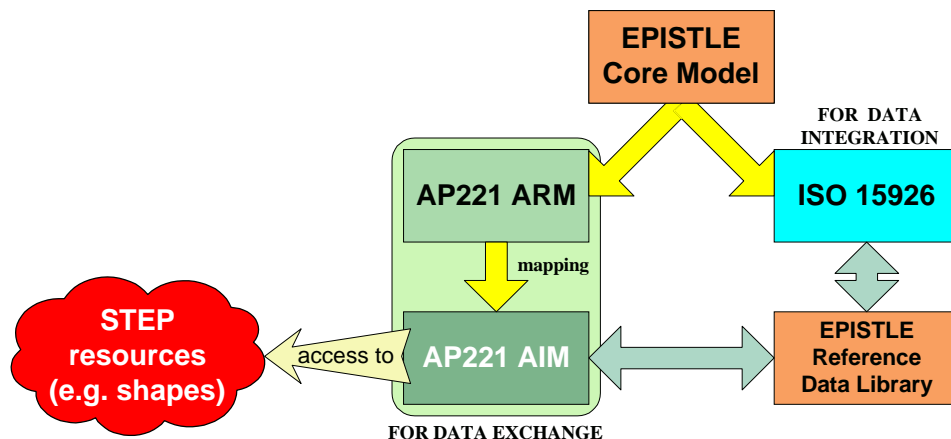 EPISTLE
Core Model
FOR DATA
INTEGRATION
AP221 ARM
ISO 15926
mapping
STEP
resources
(e.g. shapes)
access to
AP221 AIM
EPISTLE
Reference
Data Library
FOR DATA EXCHANGE